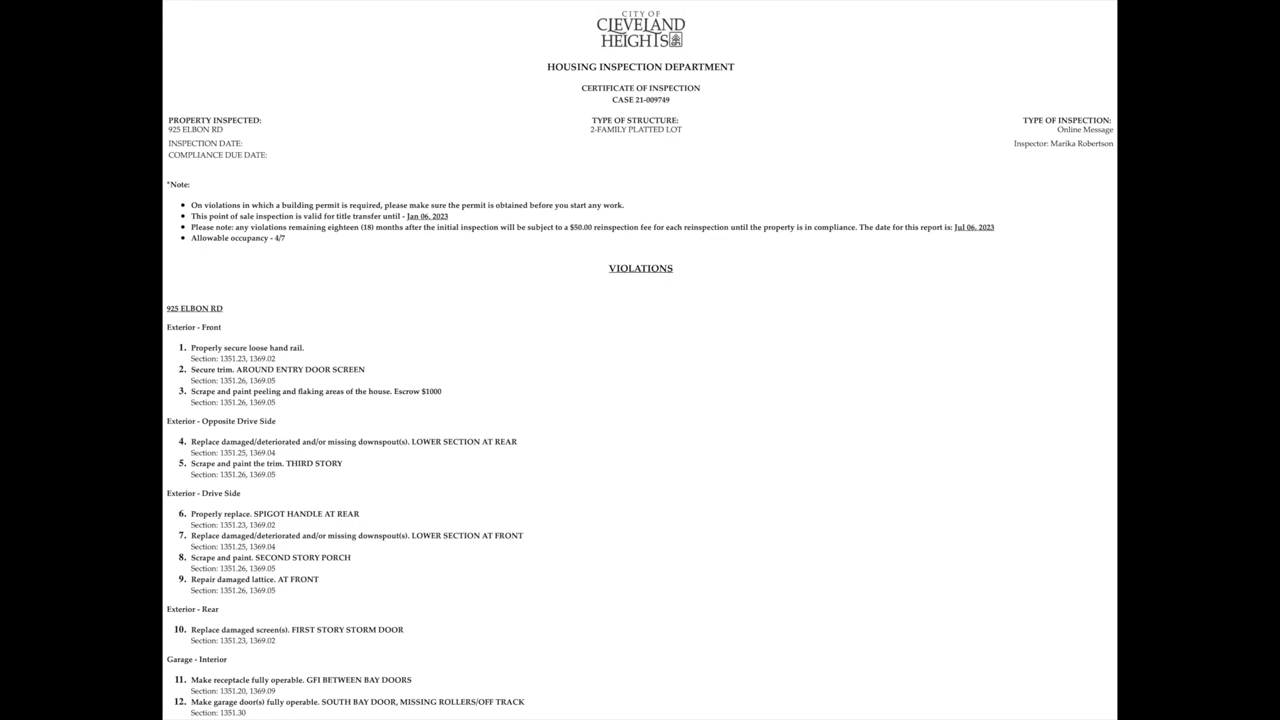 CITY OF
CLEVELAND
HEIGHTS
HOUSING INSPECTION DEPARTMENT
CERTIFICATE OF INSPECTION
CASE 21-009749
PROPERTY INSPECTED: TYPE OF STRUCTURE: TYPE OF INSPECTION:
925 ELBON RD 2-FAMILY PLATTED LOT Online Message
INSPECTION DATE: Inspector: Marika Robertson
COMPLIANCE DUE DATE:
*Note:
• On violations in which a building permit is required, please make sure the permit is obtained before you start any work.
• This point of sale inspection is valid for title transfer until - Jan 06, 2023
• Please note: any violations remaining eighteen (18) months after the initial inspection will be subject to a $50.00 reinspection fee for each reinspection until the property is in compliance. The date for this report is: Jul 06, 2023
• Allowable occupancy - 4/7
VIOLATIONS
925 ELBON RD
Exterior - Front
1. Properly secure loose hand rail.
Section: 1351.23, 1369.02
2. Secure trim. AROUND ENTRY DOOR SCREEN
Section: 1351.26, 1369.05
3. Scrape and paint peeling and flaking areas of the house. Escrow $1000
Section: 1351.26, 1369.05
Exterior - Opposite Drive Side
4. Replace damaged/deteriorated and/or missing downspout(s). LOWER SECTION AT REAR
Section: 1351.25, 1369.04
5. Scrape and paint the trim. THIRD STORY
Section: 1351.26, 1369.05
Exterior - Drive Side
6. Properly replace. SPIGOT HANDLE AT REAR
Section: 1351.23, 1369.02
7. Replace damaged/deteriorated and/or missing downspout(s). LOWER SECTION AT FRONT
Section: 1351.25, 1369.04
8. Scrape and paint. SECOND STORY PORCH
Section: 1351.26, 1369.05
9. Repair damaged lattice. AT FRONT
Section: 1351.26, 1369.05
Exterior - Rear
10. Replace damaged screen(s). FIRST STORY STORM DOOR
Section: 1351.23, 1369.02
Garage - Interior
11. Make receptacle fully operable. GFI BETWEEN BAY DOORS
Section: 1351.20, 1369.09
12. Make garage door(s) fully operable. SOUTH BAY DOOR, MISSING ROLLERS/OFF TRACK
Section: 1351.30